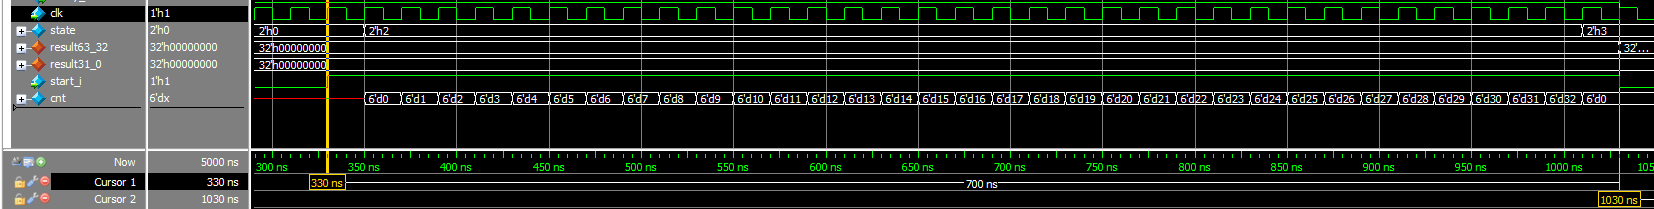 clk 1'h1
state 2'h0 2'h0 2'h2 2'h3
result63_32 32'h00000000 32'h00000000 32'...
result31_0 32'h00000000 32'h00000000
start_i 1'h1
cnt 6'dx 6'd0 6'd1 6'd2 6'd3 6'd4 6'd5 6'd6 6'd7 6'd8 6'd9 6'd10 6'd11 6'd12 6'd13 6'd14 6'd15 6'd16 6'd17 6'd18 6'd19 6'd20 6'd21 6'd22 6'd23 6'd24 6'd25 6'd26 6'd27 6'd28 6'd29 6'd30 6'd31 6'd32 6'd0
Now 5000 ns 300 ns 350 ns 400 ns 450 ns 500 ns 550 ns 600 ns 650 ns 700 ns 750 ns 800 ns 850 ns 900 ns 950 ns 1000 ns 105
Cursor 1 330 ns 330 ns 700 ns
Cursor 2 1030 ns 1030 ns